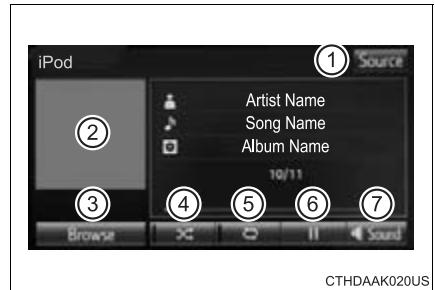 iPod
1
Source
2
Artist Name
Song Name
Album Name
10/11
3
4
5
6
7
Browse
Sound
CTHDAAK020US